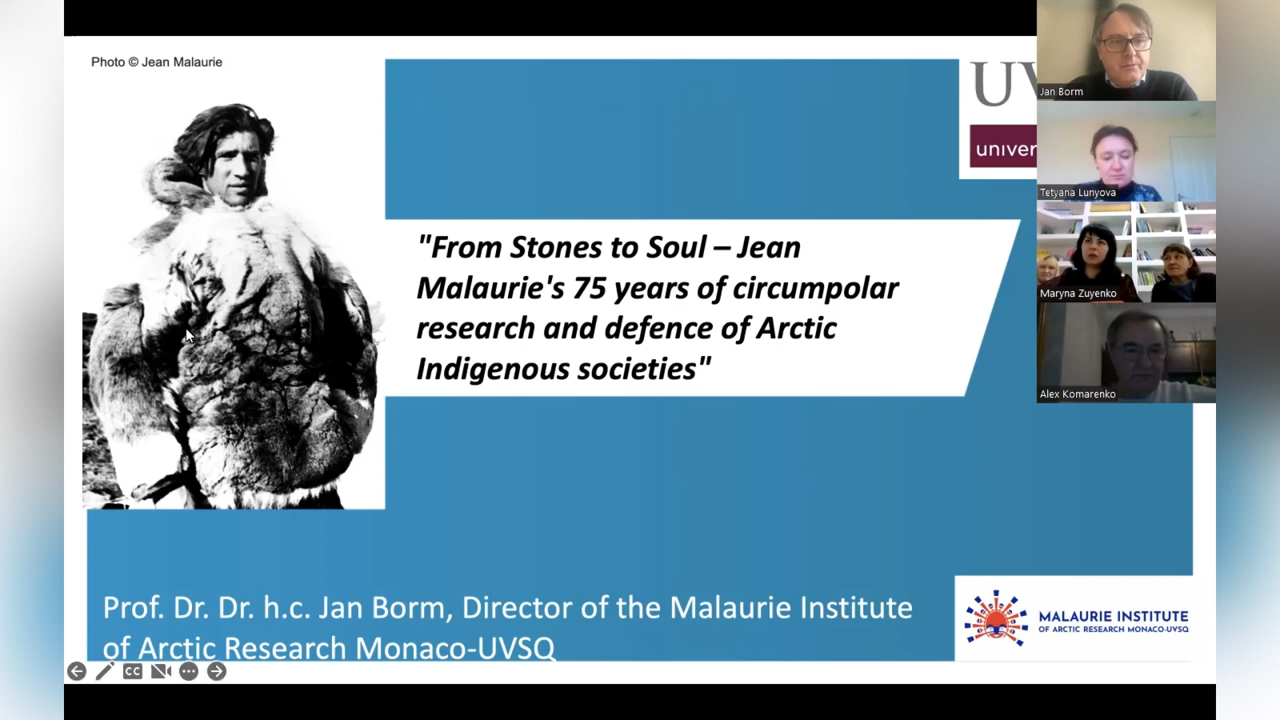 Photo © Jean Malaurie
UV
univer
"From Stones to Soul – Jean
Malaurie's 75 years of circumpolar
research and defence of Arctic
Indigenous societies"
Prof. Dr. Dr. h.c. Jan Borm, Director of the Malaurie Institute
of Arctic Research Monaco-UVSQ
MALAURIE INSTITUTE
OF ARCTIC RESEARCH MONACO-UVSQ
CC
Jan Borm
Tetyana Lunyova
Maryna Zuyenko
Alex Komarenko